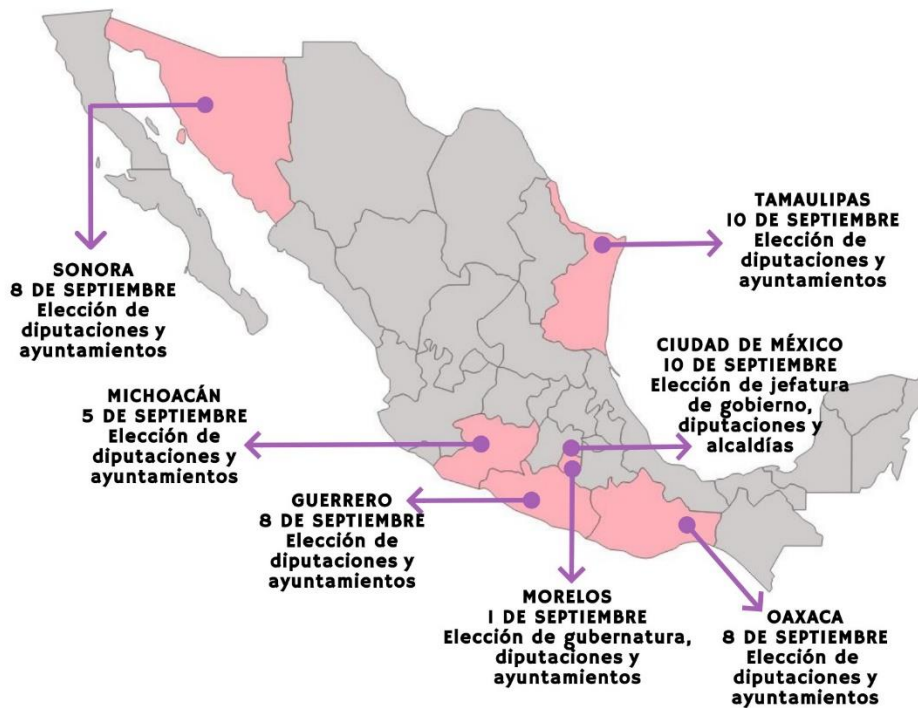 TAMAULIPAS
10 DE SEPTIEMBRE
Elección de
diputaciones y
ayuntamientos
SONORA
8 DE SEPTIEMBRE
Elección de
diputaciones y
ayuntamientos
CIUDAD DE MÉXICO
10 DE SEPTIEMBRE
Elección de jefatura
de gobierno,
diputaciones y
alcaldías
MICHOACÁN
5 DE SEPTIEMBRE
Elección de
diputaciones y
ayuntamientos
GUERRERO
8 DE SEPTIEMBRE
Elección de
diputaciones y
ayuntamientos
MORELOS
1 DE SEPTIEMBRE
Elección de gubernatura,
diputaciones y
ayuntamientos
OAXACA
8 DE SEPTIEMBRE
Elección de
diputaciones y
ayuntamientos